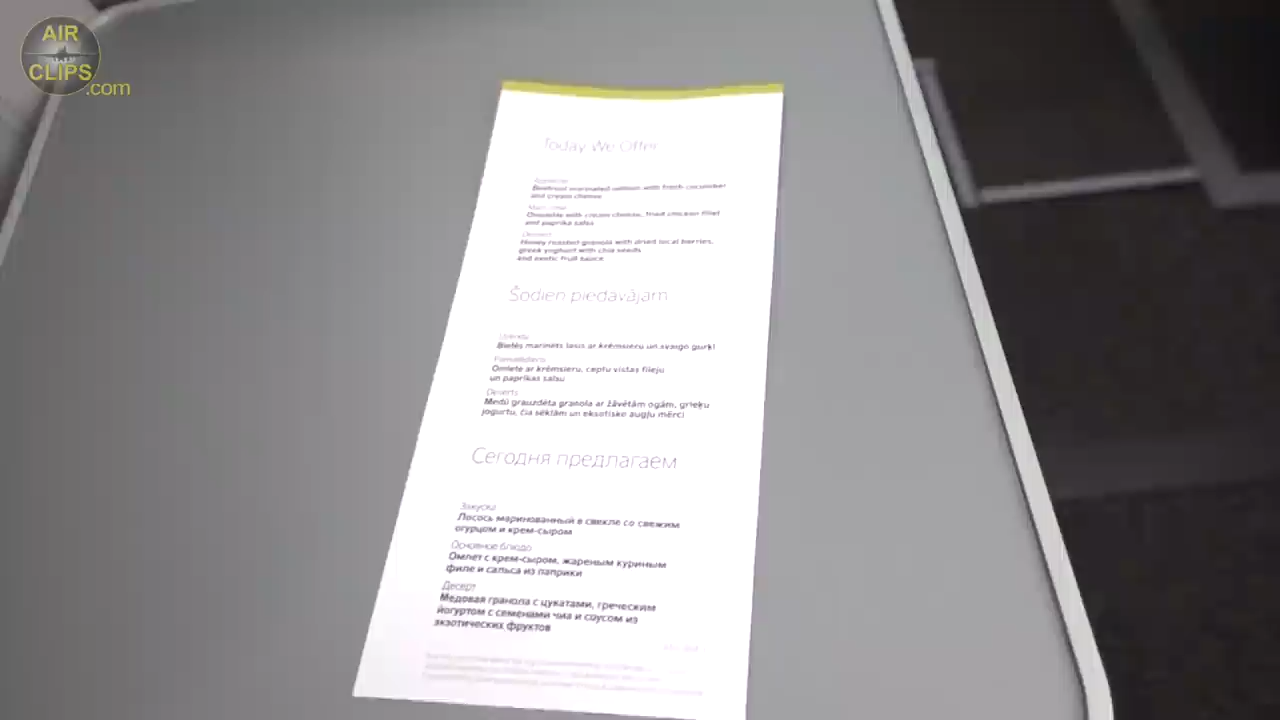 AIR
CLIPS
.com
Today We Offer
Appetizer
Beetroot marinated salmon with fresh cucumber
and cream cheese
Main
Omelette with cream cheese, fried chicken fillet
and paprika salsa
Dessert
Honey roasted granola with dried local berries,
greek yoghurt with chia seeds
and exotic fruit sauce
Šodien piedāvājam
Uzkoda
Bietēs marinēts lasis ar krēmsieru un svaigo gurķi
Pamatēdiens
Omlete ar krēmsieru, ceptu vistas fileju
un paprikas salsu
Deserts
Medū grauzdēta granola ar žāvētām ogām, grieķu
jogurtu, čia sēklām un eksotisko augļu mērci
Сегодня предлагаем
Закуска
Лосось маринованный в свекле со свежим
огурцом и крем-сыром
Основное блюдо
Омлет с крем-сыром, жареным куриным
филе и сальса из паприки
Десерт
Медовая гранола с цукатами, греческим
йогуртом с семенами чиа и соусом из
экзотических фруктов